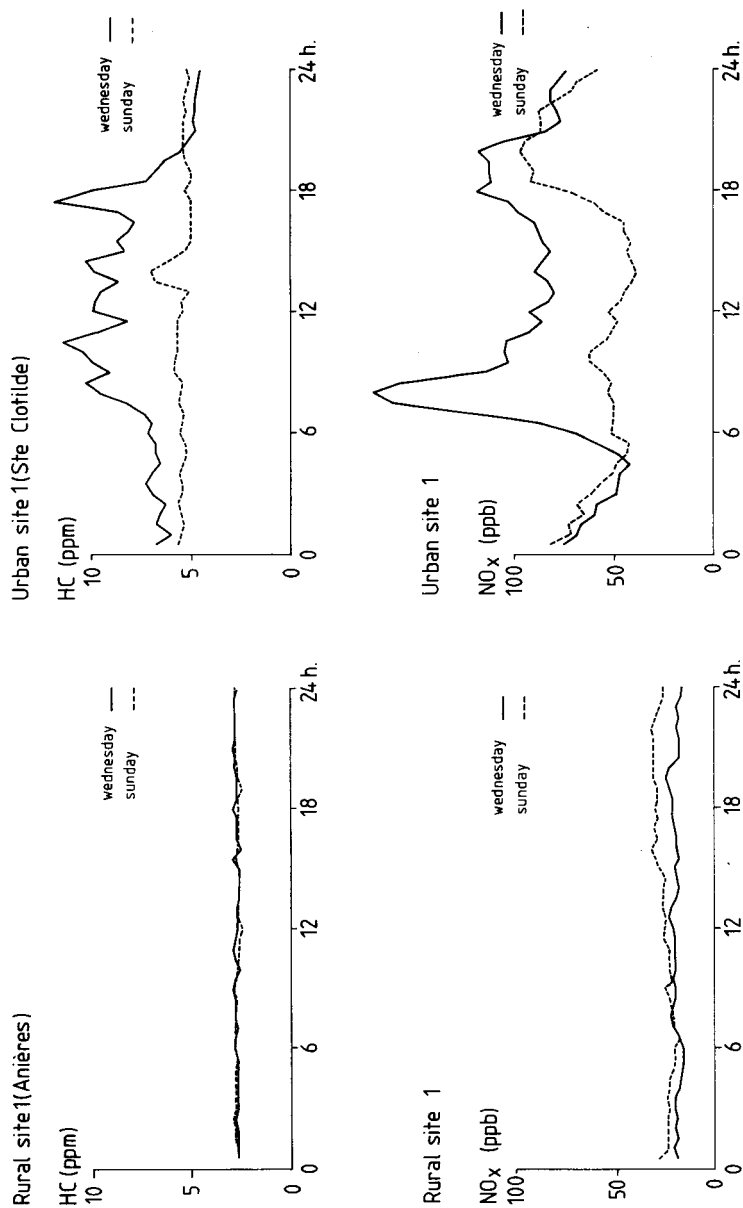 Rural site 1 (Anières)
HC (ppm)
10
5
0
0
6
12
18
24 h.
wednesday
sunday
Urban site 1 (Ste Clotilde)
HC (ppm)
10
5
0
0
6
12
18
24 h.
wednesday
sunday
Rural site 1
NOx (ppb)
100
50
0
0
6
12
18
24 h.
wednesday
sunday
Urban site 1
NOx (ppb)
100
50
0
0
6
12
18
24 h.
wednesday
sunday